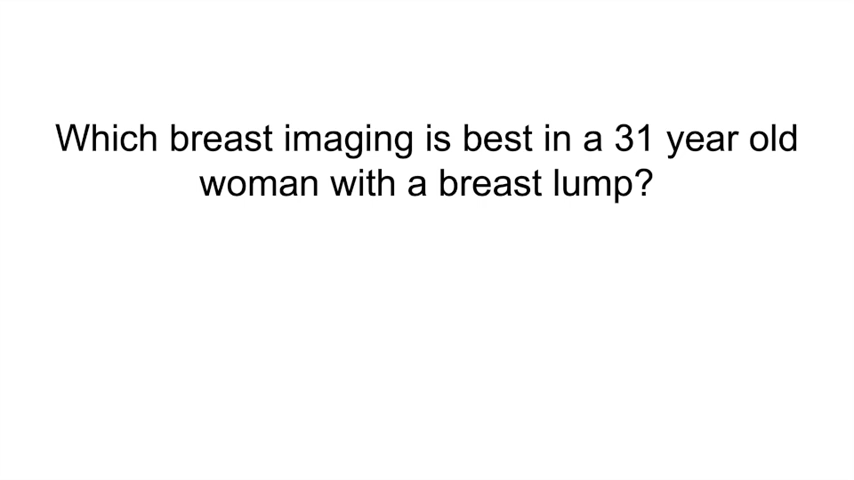 Which breast imaging is best in a 31 year old
woman with a breast lump?